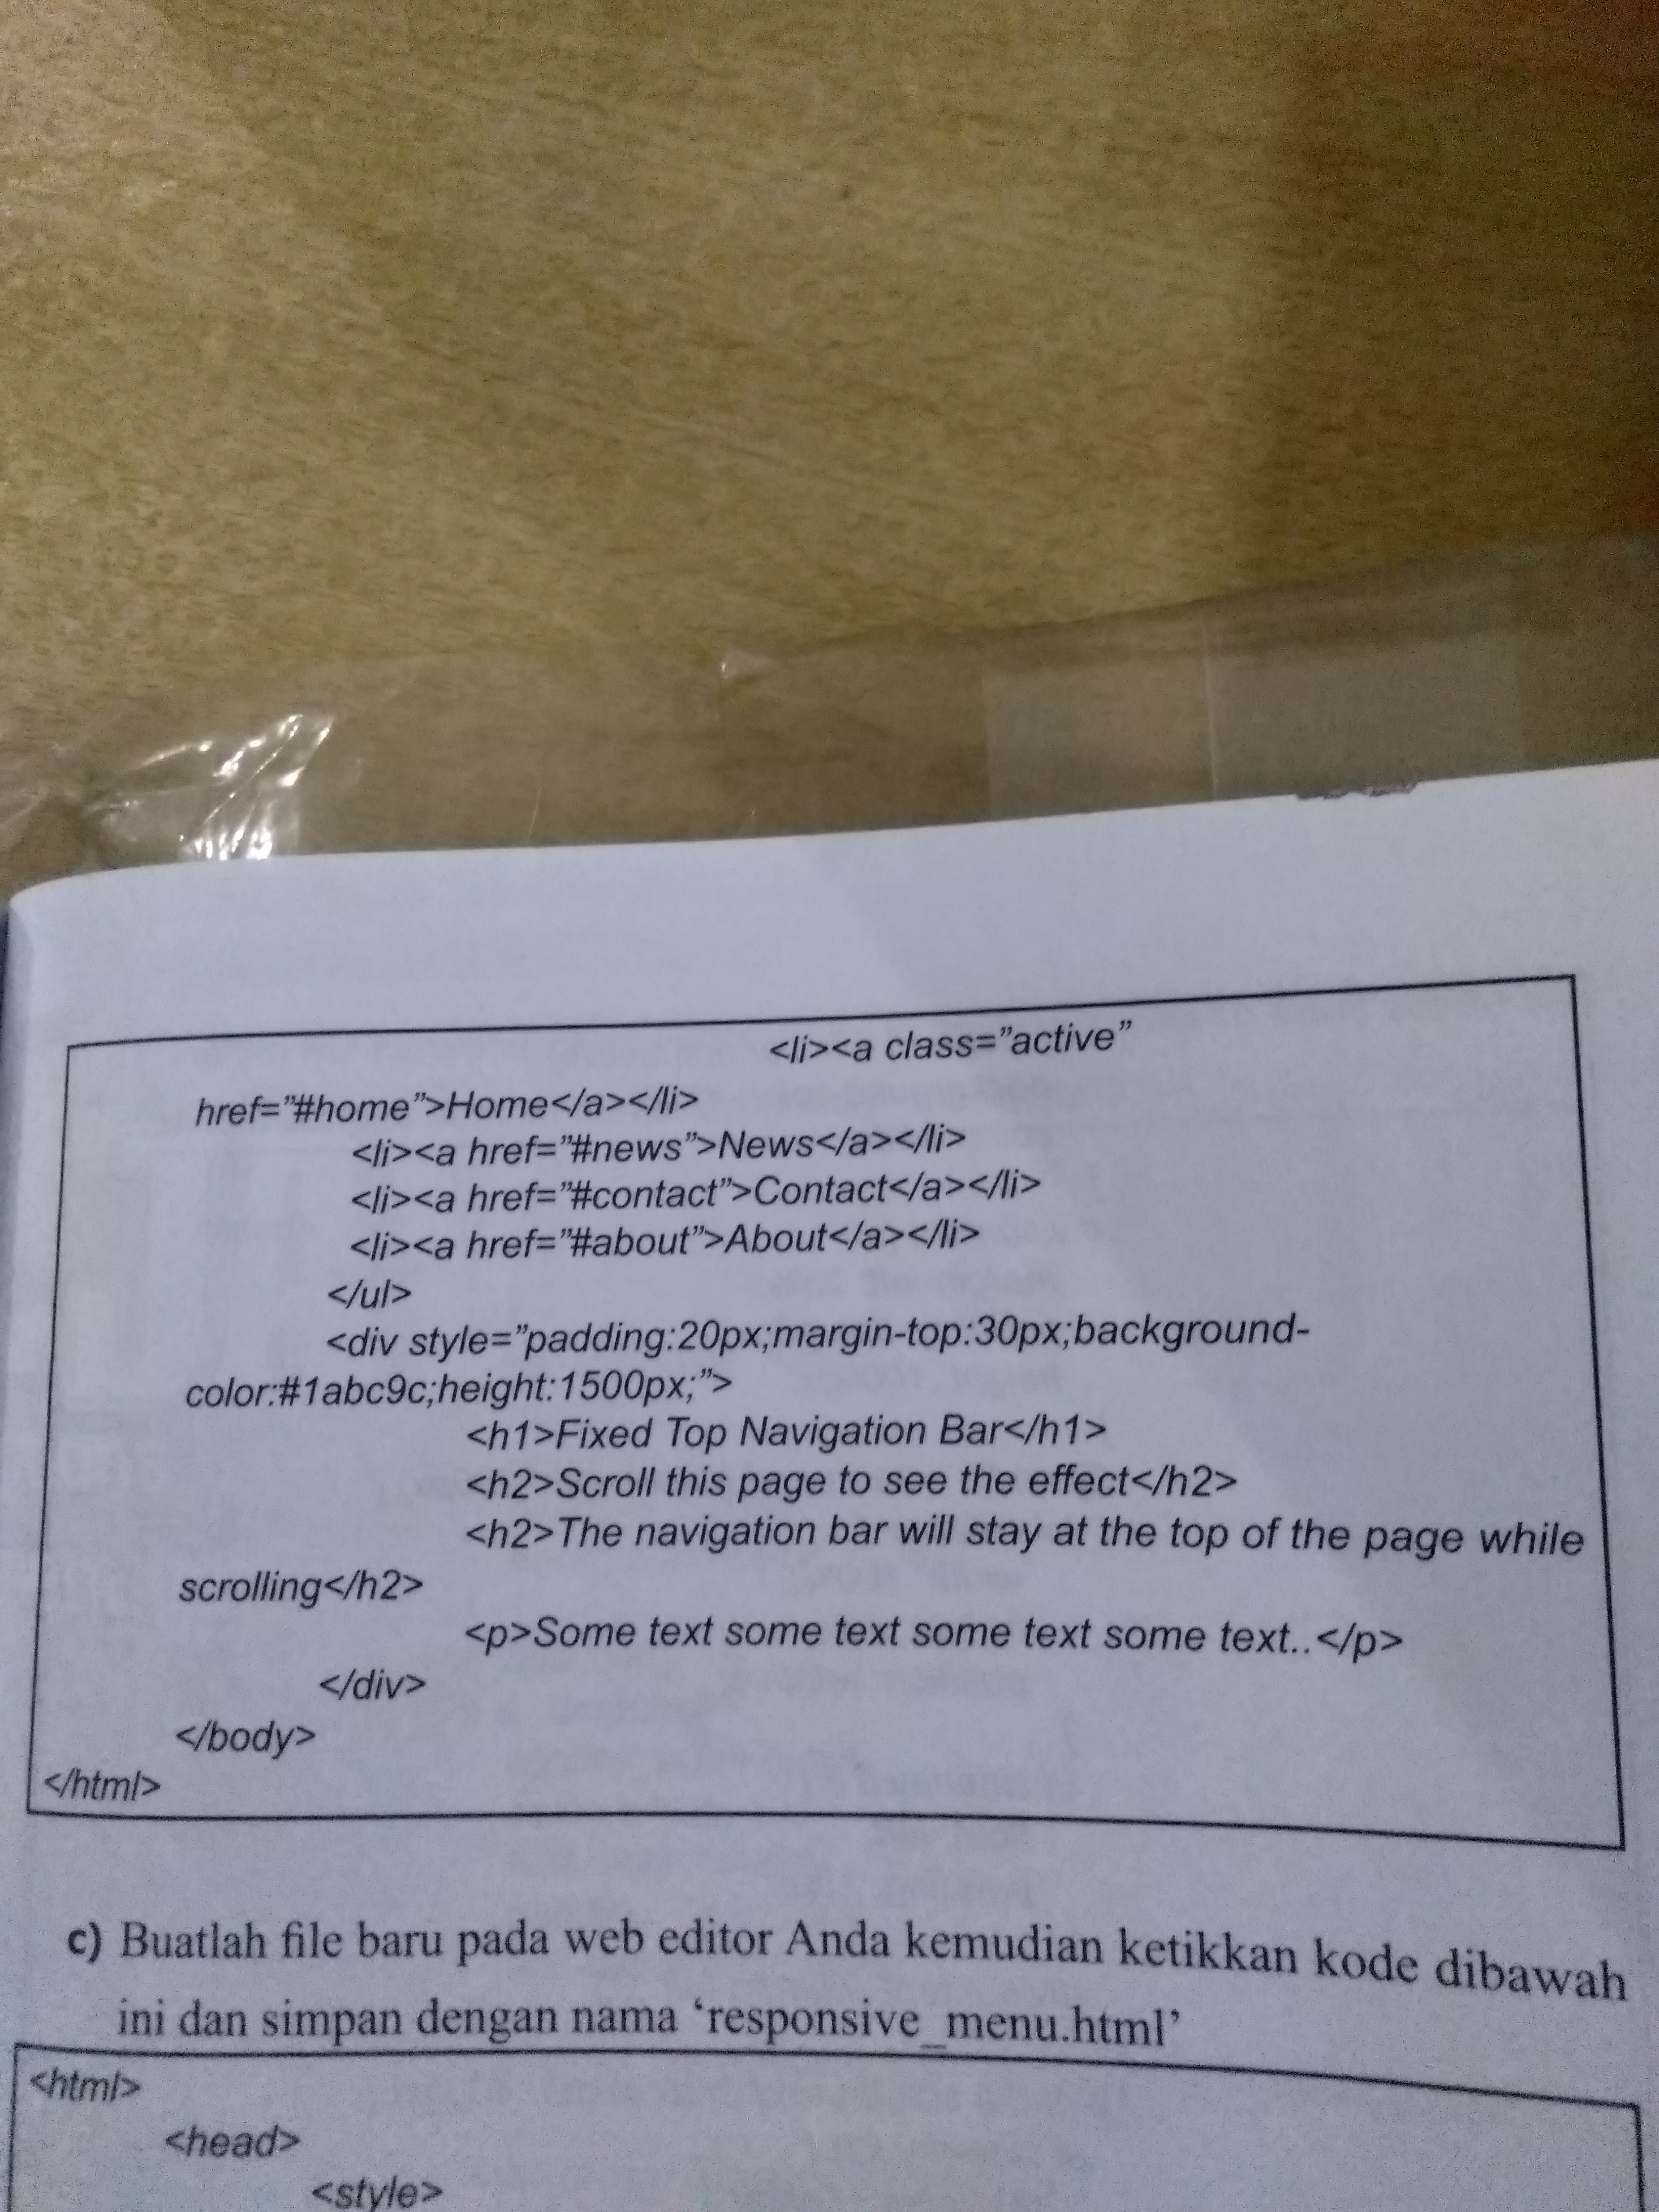 <li><a class=”active”
href=”#home”>Home</a></li>
<li><a href=”#news”>News</a></li>
<li><a href=”#contact”>Contact</a></li>
<li><a href=”#about”>About</a></li>
</ul>
<div style=”padding:20px;margin-top:30px;background-
color:#1abc9c;height:1500px;”>
<h1>Fixed Top Navigation Bar</h1>
<h2>Scroll this page to see the effect</h2>
<h2>The navigation bar will stay at the top of the page while
scrolling</h2>
<p>Some text some text some text some text..</p>
</div>
</body>
</html>
c) Buatlah file baru pada web editor Anda kemudian ketikkan kode dibawah
ini dan simpan dengan nama ‘responsive_menu.html’
<html>
<head>
<style>